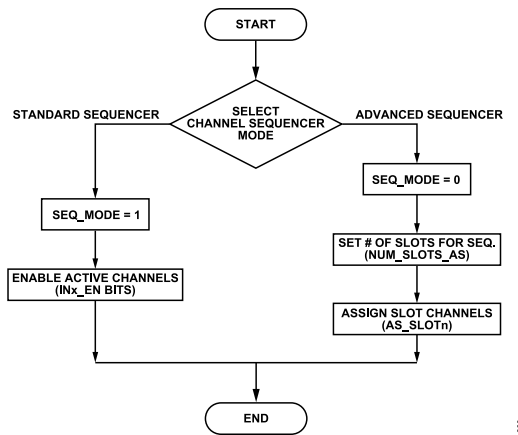 START
SELECT
CHANNEL SEQUENCER
MODE
STANDARD SEQUENCER
ADVANCED SEQUENCER
SEQ_MODE = 1
ENABLE ACTIVE CHANNELS
(INx_EN BITS)
SEQ_MODE = 0
SET # OF SLOTS FOR SEQ.
(NUM_SLOTS_AS)
ASSIGN SLOT CHANNELS
(AS_SLOTn)
END